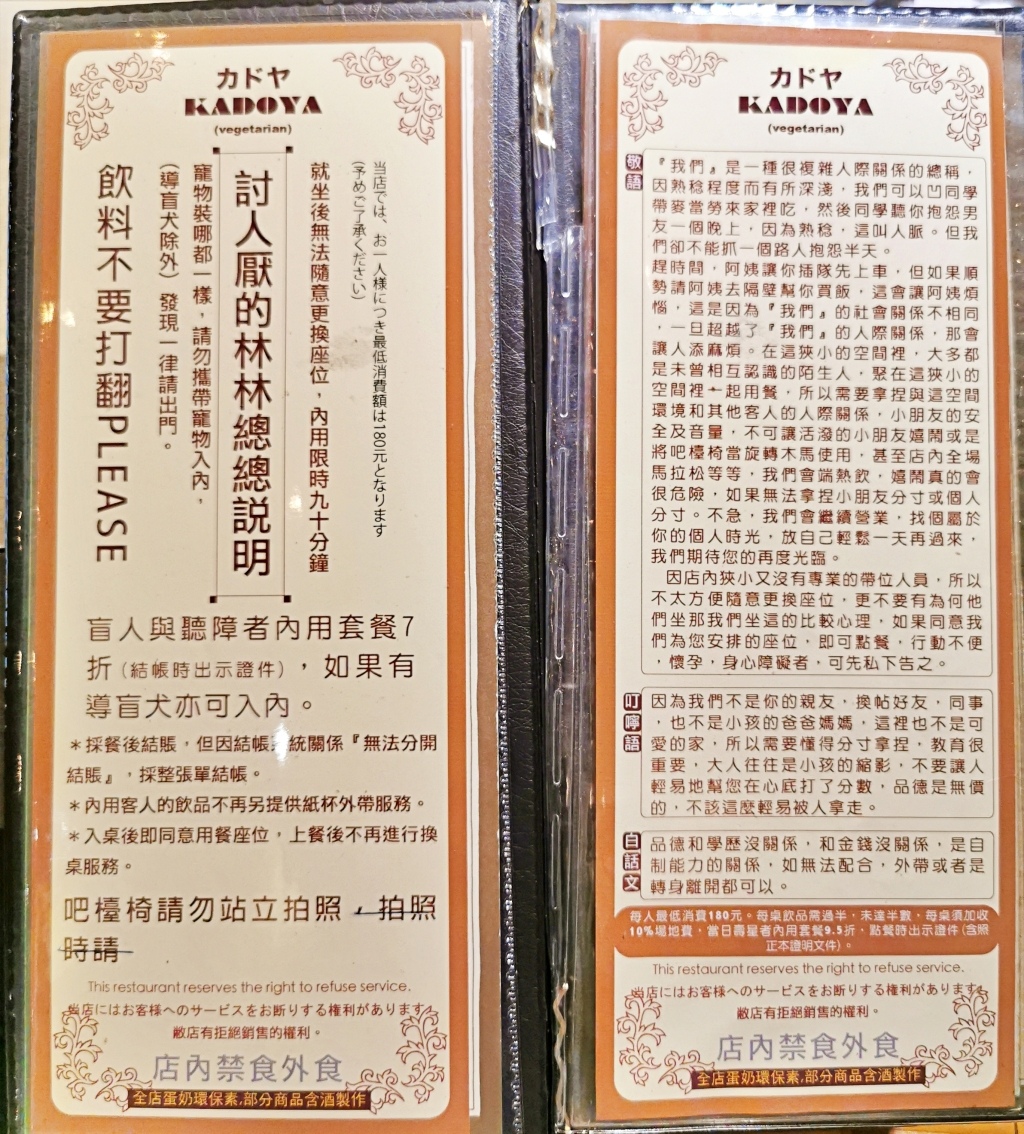 カドヤ
KADOYA
(vegetarian)
当店では、お一人様につき最低消費額は180元となります
(予めご了承ください)
就坐後無法隨意更換座位，內用限時九十分鐘
討人厭的林林總總説明
寵物裝哪都一樣，請勿攜帶寵物入內，
(導盲犬除外) 發現一律請出門。
飲料不要打翻PLEASE
盲人與聽障者內用套餐7
折(結帳時出示證件)，如果有
導盲犬亦可入內。
＊採餐後結賬，但因結帳系統關係『無法分開
結賬』，採整張單結帳。
＊內用客人的飲品不再另提供紙杯外帶服務。
＊入桌後即同意用餐座位，上餐後不再進行換
桌服務。
吧檯椅請勿站立拍照，拍照
時請
This restaurant reserves the right to refuse service.
当店にはお客様へのサービスをお断りする権利があります。
敝店有拒絕銷售的權利。
店內禁食外食
全店蛋奶環保素,部分商品含酒製作
カドヤ
KADOYA
(vegetarian)
敬語
『我們』是一種很複雜人際關係的總稱，
因熟稔程度而有所深淺，我們可以凹同學
帶麥當勞來家裡吃，然後同學聽你抱怨男
友一個晚上，因為熟稔，這叫人脈。但我
們卻不能抓一個路人抱怨半天。
趕時間，阿姨讓你插隊先上車，但如果順
勢請阿姨去隔壁幫你買飯，這會讓阿姨煩
惱，這是因為『我們』的社會關係不相同
，一旦超越了『我們』的人際關係，那會
讓人添麻煩。在這狹小的空間裡，大多都
是未曾相互認識的陌生人，聚在這狹小的
空間裡一起用餐，所以需要拿捏與這空間
環境和其他客人的人際關係，小朋友的安
全及音量，不可讓活潑的小朋友嬉鬧或是
將吧檯椅當旋轉木馬使用，甚至店內全場
馬拉松等等，我們會端熱飲，嬉鬧真的會
很危險，如果無法拿捏小朋友分寸或個人
分寸。不急，我們會繼續營業，找個屬於
你的個人時光，放自己輕鬆一天再過來，
我們期待您的再度光臨。
因店內狹小又沒有專業的帶位人員，所以
不太方便隨意更換座位，更不要有為何他
們坐那我們坐這的比較心理，如果同意我
們為您安排的座位，即可點餐，行動不便
，懷孕，身心障礙者，可先私下告之。
叮嚀語
因為我們不是你的親友，換帖好友，同事
，也不是小孩的爸爸媽媽，這裡也不是可
愛的家，所以需要懂得分寸拿捏，教育很
重要，大人往往是小孩的縮影，不要讓人
輕易地幫您在心底打了分數，品德是無價
的，不該這麼輕易被人拿走。
白話文
品德和學歷沒關係，和金錢沒關係，是自
制能力的關係，如無法配合，外帶或者是
轉身離開都可以。
每人最低消費180元。每桌飲品需過半，未達半數，每桌須加收
10%場地費，當日壽星者內用套餐9.5折，點餐時出示證件(含照
正本證明文件)。
This restaurant reserves the right to refuse service.
当店にはお客様へのサービスをお断りする権利があります。
敝店有拒絕銷售的權利。
店內禁食外食
全店蛋奶環保素,部分商品含酒製作